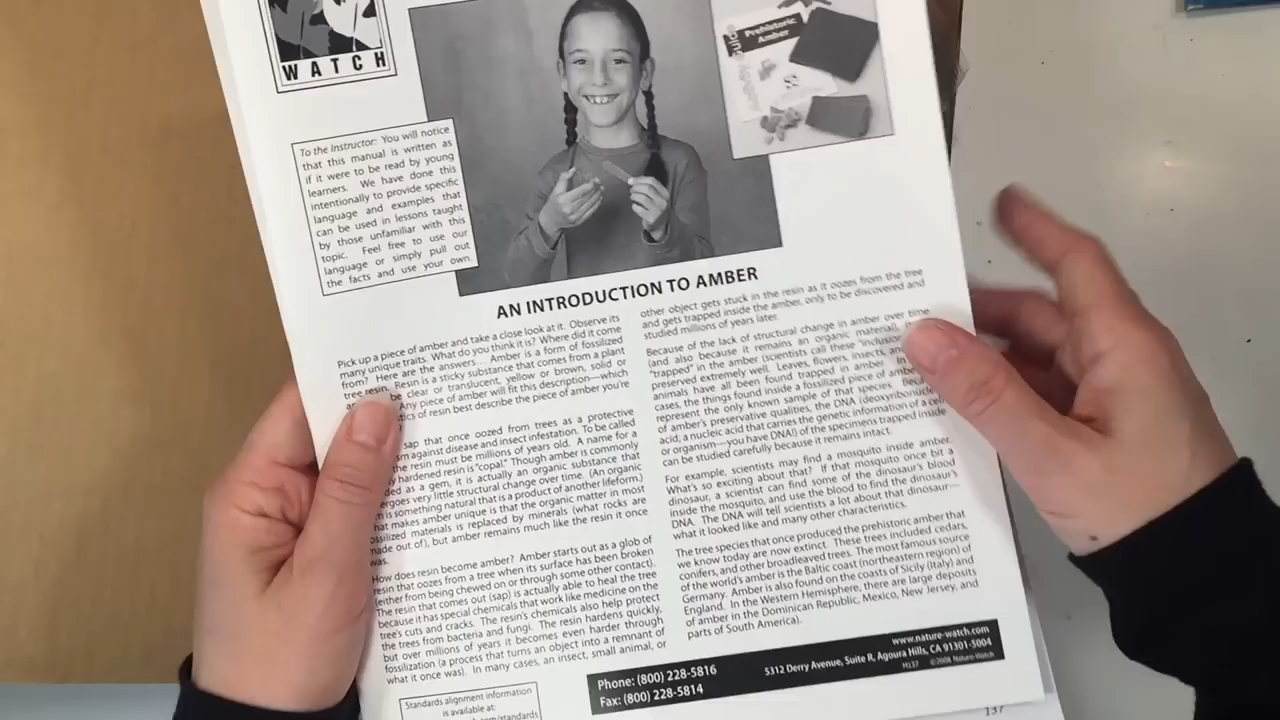 WATCH
Prehistoric
Amber
To the Instructor: You will notice
that this manual is written as
if it were to be read by young
learners. We have done this
intentionally to provide specific
language and examples that
can be used in lessons taught
by those unfamiliar with this
topic. Feel free to use our
language or simply pull out
the facts and use your own.
AN INTRODUCTION TO AMBER
Pick up a piece of amber and take a close look at it. Observe its
many unique traits. What do you think it is? Where did it come
from? Here are the answers. Amber is a form of fossilized
tree resin. Resin is a sticky substance that comes from a plant
be clear or translucent, yellow or brown, solid or
Any piece of amber will fit this description—which
of resin best describe the piece of amber you're
sap that once oozed from trees as a protective
against disease and insect infestation. To be called
the resin must be millions of years old. A name for a
hardened resin is "copal." Though amber is commonly
as a gem, it is actually an organic substance that
very little structural change over time. (An organic
is something natural that is a product of another lifeform.)
makes amber unique is that the organic matter in most
materials is replaced by minerals (what rocks are
made out of), but amber remains much like the resin it once
was.
How does resin become amber? Amber starts out as a glob of
resin that oozes from a tree when its surface has been broken
(either from being chewed on or through some other contact).
The resin that comes out (sap) is actually able to heal the tree
because it has special chemicals that work like medicine on the
tree's cuts and cracks. The resin's chemicals also help protect
the trees from bacteria and fungi. The resin hardens quickly,
but over millions of years it becomes even harder through
fossilization (a process that turns an object into a remnant of
what it once was). In many cases, an insect, small animal, or
other object gets stuck in the resin as it oozes from the tree
and gets trapped inside the amber, only to be discovered and
studied millions of years later.
Because of the lack of structural change in amber over time
(and also because it remains an organic material),
"trapped" in the amber (scientists call these "inclusions
preserved extremely well. Leaves, flowers, insects,
animals have all been found trapped in amber.
cases, the things found inside a fossilized piece of amber
represent the only known sample of that species.
of amber's preservative qualities, the DNA (deoxyribonucleic
acid; a nucleic acid that carries the genetic information of a cell
or organism—you have DNA!) of the specimens trapped inside
can be studied carefully because it remains intact.
For example, scientists may find a mosquito inside amber.
What's so exciting about that? If that mosquito once bit a
dinosaur, a scientist can find some of the dinosaur's blood
inside the mosquito, and use the blood to find the dinosaur's
DNA. The DNA will tell scientists a lot about that dinosaur—
what it looked like and many other characteristics.
The tree species that once produced the prehistoric amber that
we know today are now extinct. These trees included cedars,
conifers, and other broadleaved trees. The most famous source
of the world's amber is the Baltic coast (northeastern region) of
Germany. Amber is also found on the coasts of Sicily (Italy) and
England. In the Western Hemisphere, there are large deposits
of amber in the Dominican Republic, Mexico, New Jersey, and
parts of South America).
Standards alignment information
is available at:
Phone: (800) 228-5816
Fax: (800) 228-5814
www.nature-watch.com
5312 Derry Avenue, Suite R, Agoura Hills, CA 91301-5004
M137 ©2008 Nature-Watch
137